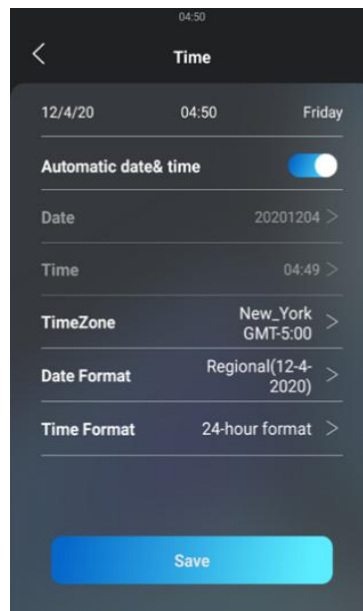 04:50
Time
12/4/20 04:50 Friday
Automatic date& time
Date 20201204 >
Time 04:49 >
TimeZone New_York GMT-5:00 >
Date Format Regional(12-4-2020) >
Time Format 24-hour format >
Save